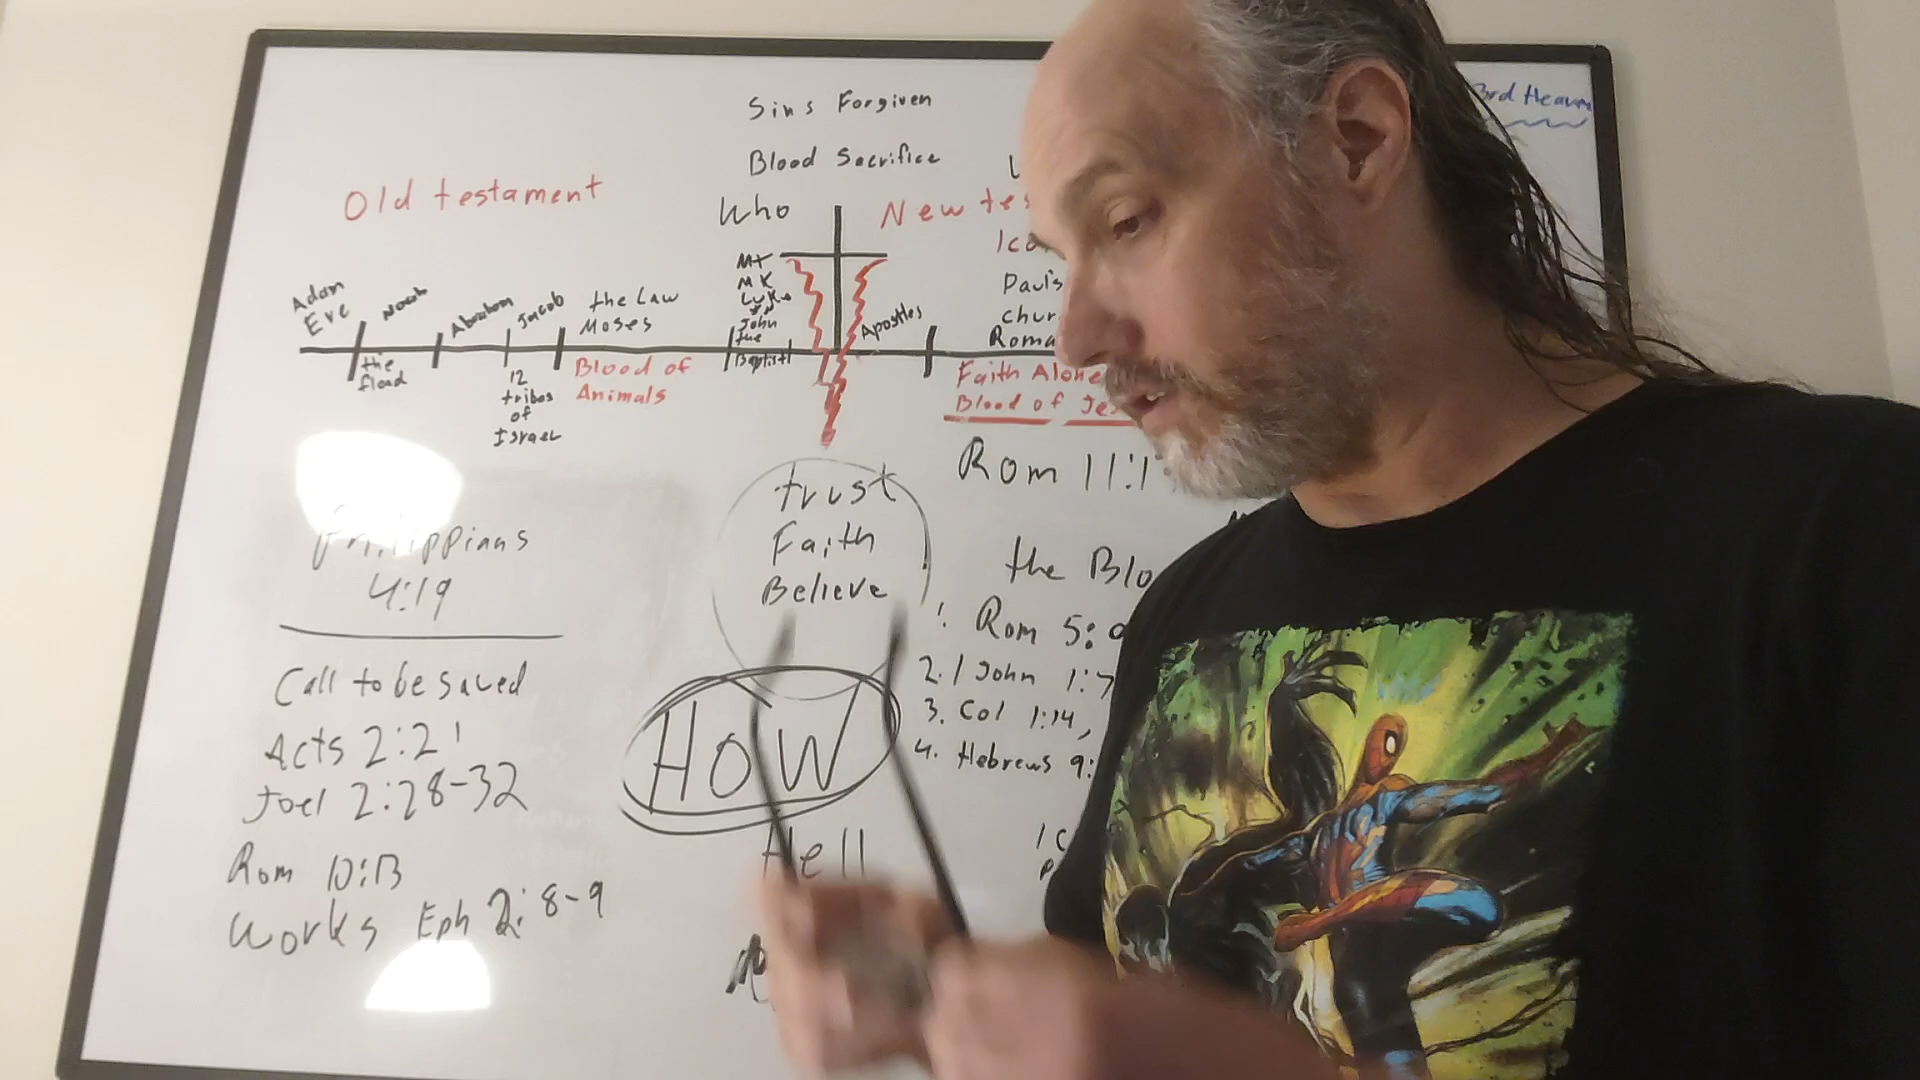 Sins Forgiven
Blood Sacrifice
3rd Heaven
Old testament
Who
New tes
Adam
Eve
Noah
Abraham
Jacob
the Law
Moses
MT
MK
Luke
John
the
Baptist
Apostles
Paul's
Chur
Roma
the
flood
12
tribes
of
Israel
Blood of
Animals
Faith Alone
Blood of Jes
Rom 11:1
trust
Faith
Believe
Philippians
4:19
the Blo
1. Rom 5:9
2. 1 John 1:7
3. Col 1:14,
4. Hebrews 9:
HOW
Hell
Call to be saved
Acts 2:21
Joel 2:28-32
Rom 10:13
Works Eph 2:8-9